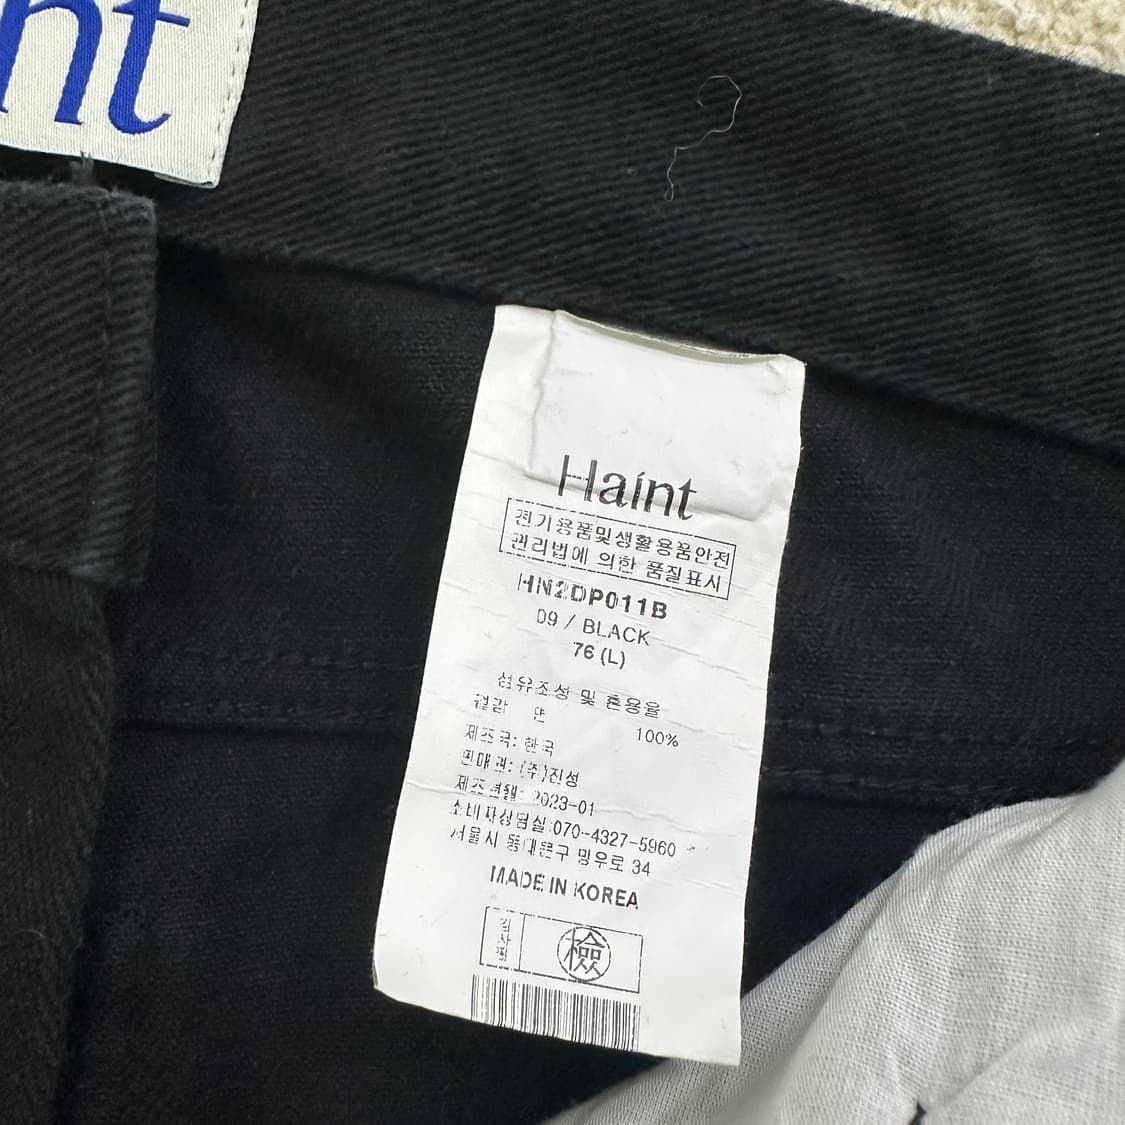 nt
Haint
전기용품및생활용품안전
관리법에 의한 품질표시
HN2DP011B
09 / BLACK
76 (L)
섬유조성 및 혼용율
겉감 면 100%
제조국: 한국
판매원: (주)진성
제조년월: 2023-01
소비자상담실:070-4327-5960
서울시 동대문구 망우로 34
MADE IN KOREA
검사필
檢